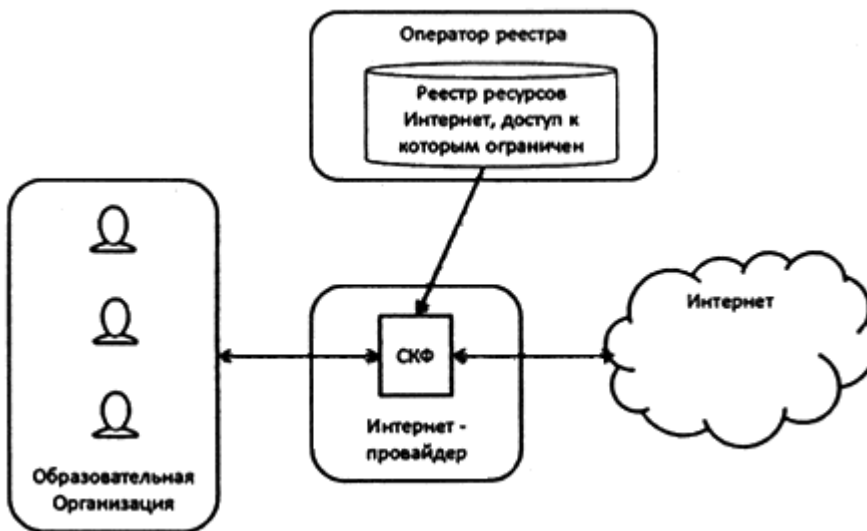 Оператор реестра
Реестр ресурсов
Интернет, доступ к
которым ограничен
Интернет
СКФ
Интернет -
провайдер
Образовательная
Организация